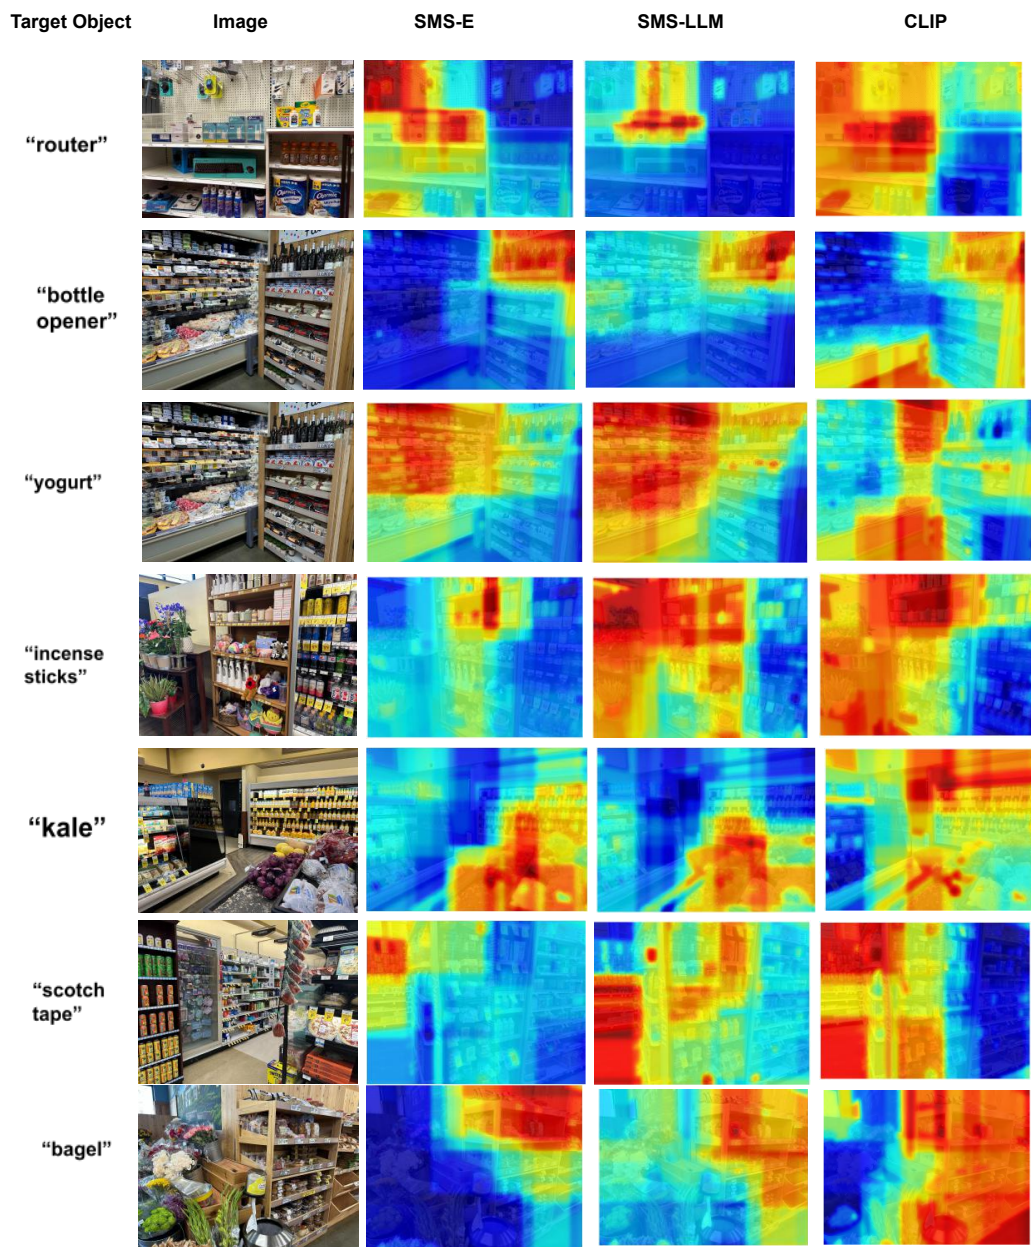 Target Object Image SMS-E SMS-LLM CLIP
“router”
“bottle
opener”
“yogurt”
“incense
sticks”
“kale”
“scotch
tape”
“bagel”